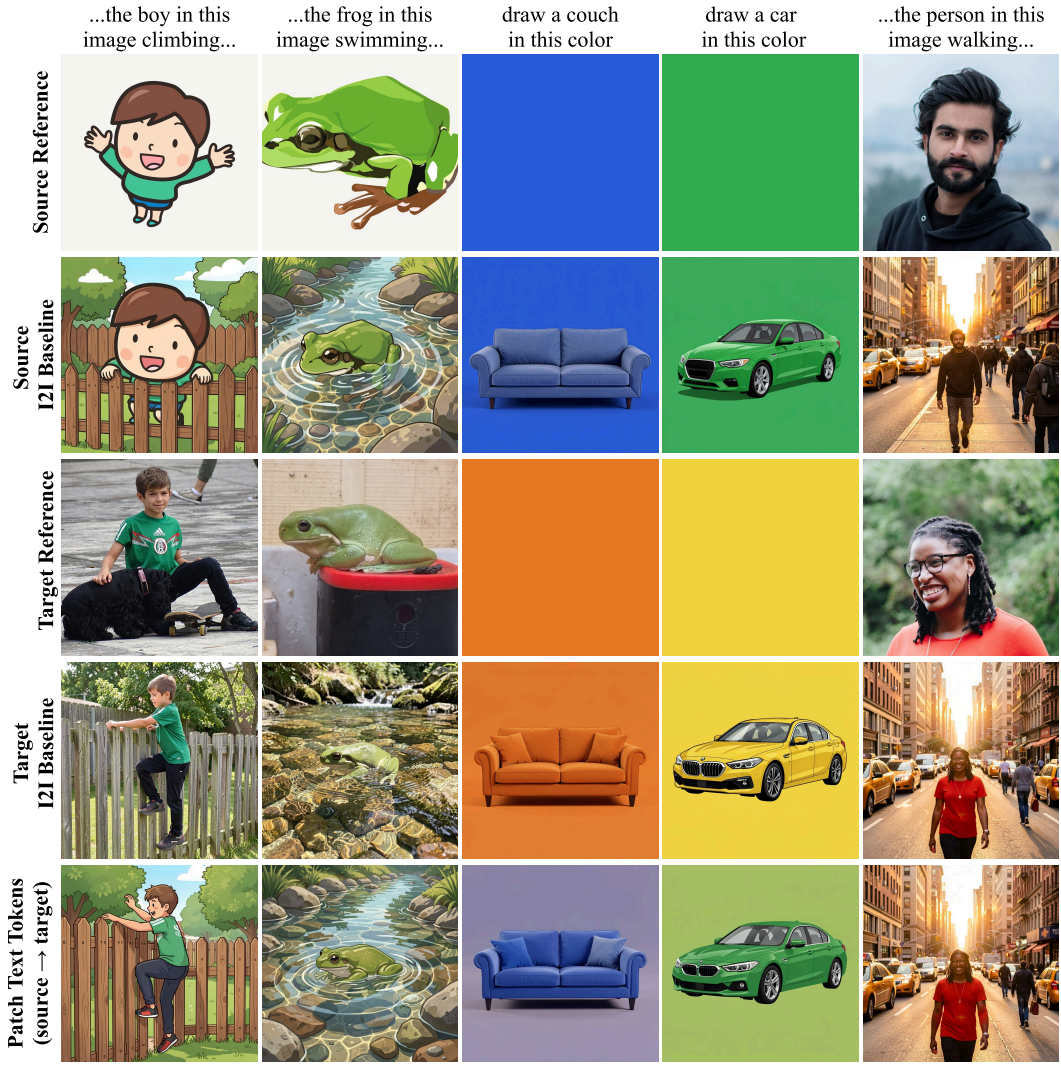 ...the boy in this
image climbing...
...the frog in this
image swimming...
draw a couch
in this color
draw a car
in this color
...the person in this
image walking...
Source Reference
Source
I2I Baseline
Target Reference
Target
I2I Baseline
Patch Text Tokens
(source → target)